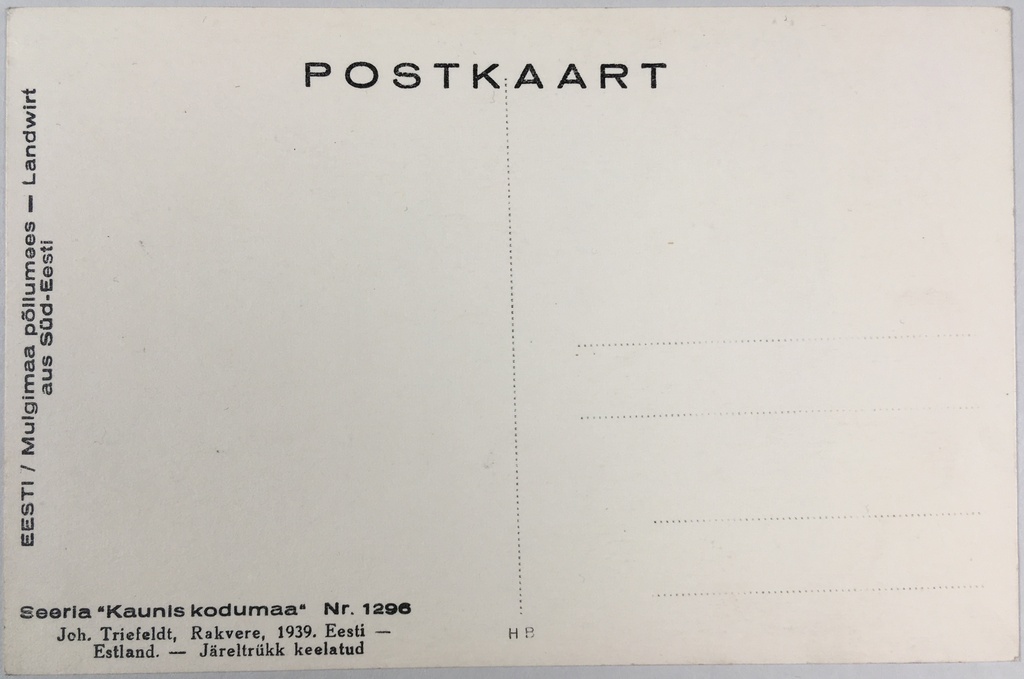 POSTKAART
EESTI / Mulgimaa põllumees — Landwirt
aus Süd-Eesti
Seeria "Kaunis kodumaa" Nr. 1296
Joh. Triefeldt, Rakvere, 1939. Eesti —
Estland. — Järeltrükk keelatud
H B